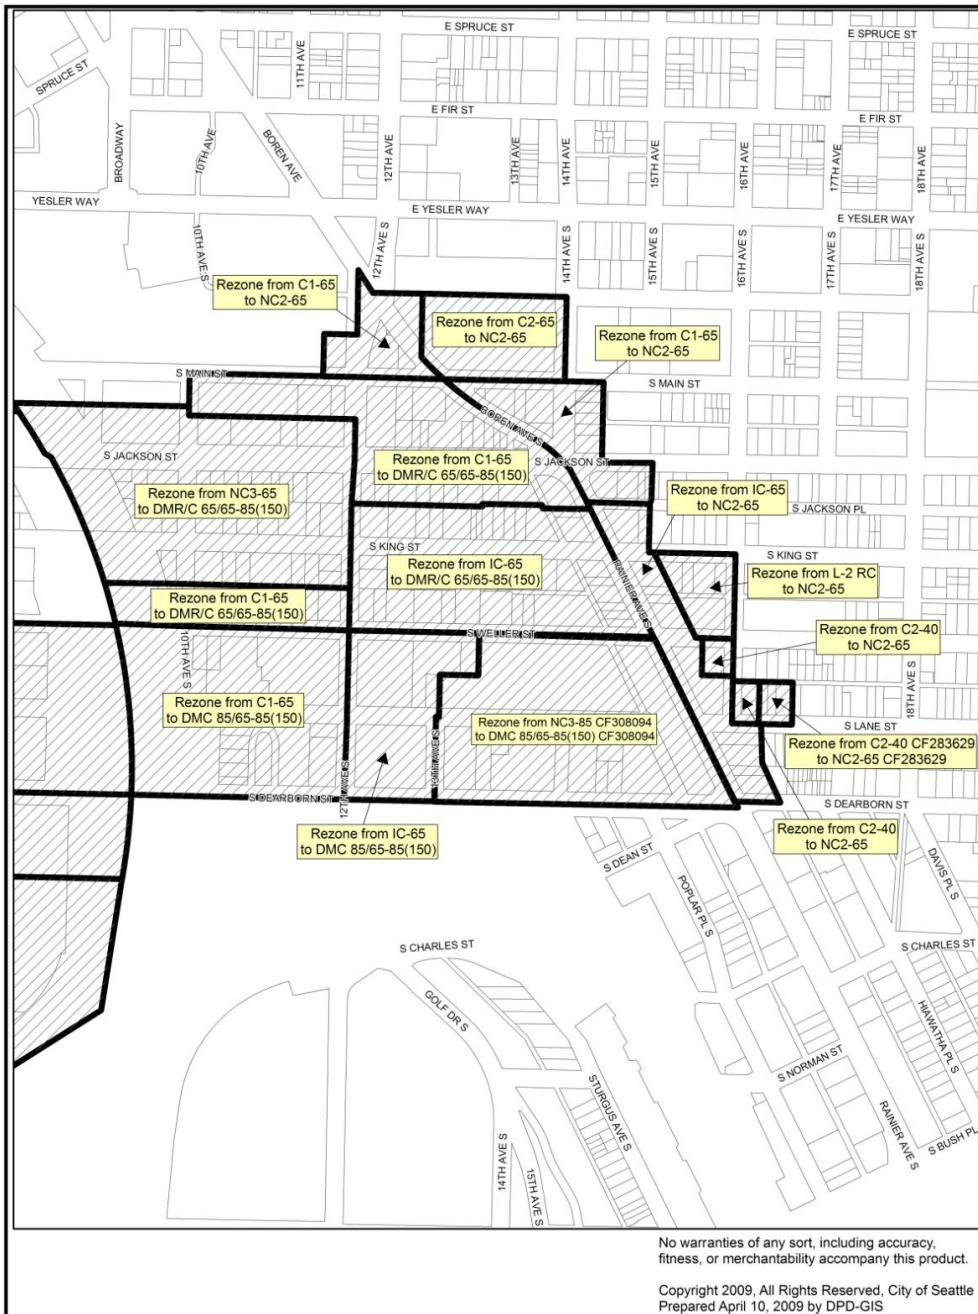 E SPRUCE ST
E SPRUCE ST
SPRUCE ST
11TH AVE
E FIR ST
E FIR ST
BROADWAY
10TH AVE
BOREN AVE
12TH AVE
13TH AVE
14TH AVE
15TH AVE
16TH AVE
17TH AVE
18TH AVE
YESLER WAY
E YESLER WAY
E YESLER WAY
10TH AVE S
12TH AVE S
14TH AVE S
15TH AVE S
16TH AVE S
17TH AVE S
18TH AVE S
Rezone from C1-65
to NC2-65
Rezone from C2-65
to NC2-65
Rezone from C1-65
to NC2-65
S MAIN ST
S MAIN ST
BOREN AVE S
S JACKSON ST
S JACKSON ST
Rezone from C1-65
to DMR/C 65/65-85(150)
Rezone from NC3-65
to DMR/C 65/65-85(150)
Rezone from IC-65
to NC2-65
S JACKSON PL
S KING ST
S KING ST
Rezone from IC-65
to DMR/C 65/65-85(150)
Rezone from L-2 RC
to NC2-65
RAINIER AVE S
Rezone from C1-65
to DMR/C 65/65-85(150)
S WELLER ST
Rezone from C2-40
to NC2-65
10TH AVE S
18TH AVE S
Rezone from C1-65
to DMC 85/65-85(150)
Rezone from NC3-85 CF308094
to DMC 85/65-85(150) CF308094
S LANE ST
Rezone from C2-40 CF283629
to NC2-65 CF283629
12TH AVE S
S DEARBORN ST
S DEARBORN ST
Rezone from IC-65
to DMC 85/65-85(150)
Rezone from C2-40
to NC2-65
S DEAN ST
POPLAR PL S
DAVIS PL S
S CHARLES ST
S CHARLES ST
GOLF DR S
HIAWATHA PL S
S NORMAN ST
STURGUS AVE S
RAINIER AVE S
S BUSH PL
14TH AVE S
15TH AVE S
No warranties of any sort, including accuracy,
fitness, or merchantability accompany this product.
Copyright 2009, All Rights Reserved, City of Seattle
Prepared April 10, 2009 by DPD-GIS